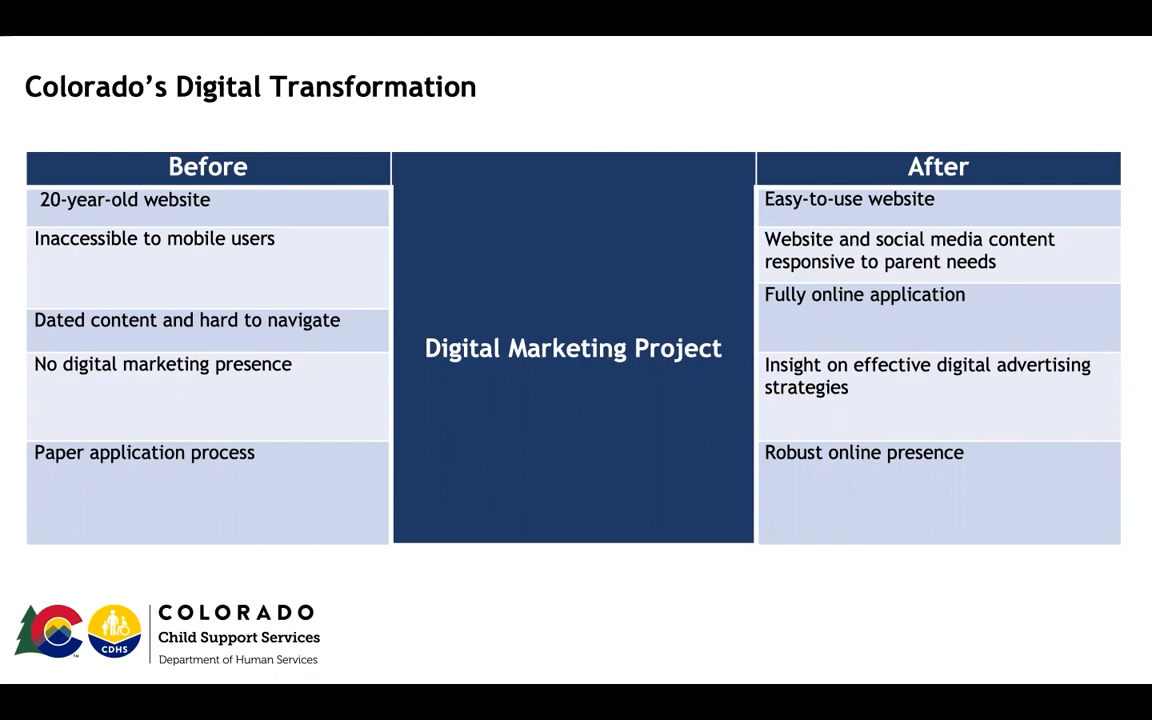 Colorado's Digital Transformation
Before
After
20-year-old website
Easy-to-use website
Inaccessible to mobile users
Website and social media content
responsive to parent needs
Fully online application
Dated content and hard to navigate
Digital Marketing Project
No digital marketing presence
Insight on effective digital advertising
strategies
Paper application process
Robust online presence
COLORADO
Child Support Services
Department of Human Services
CDHS
TM